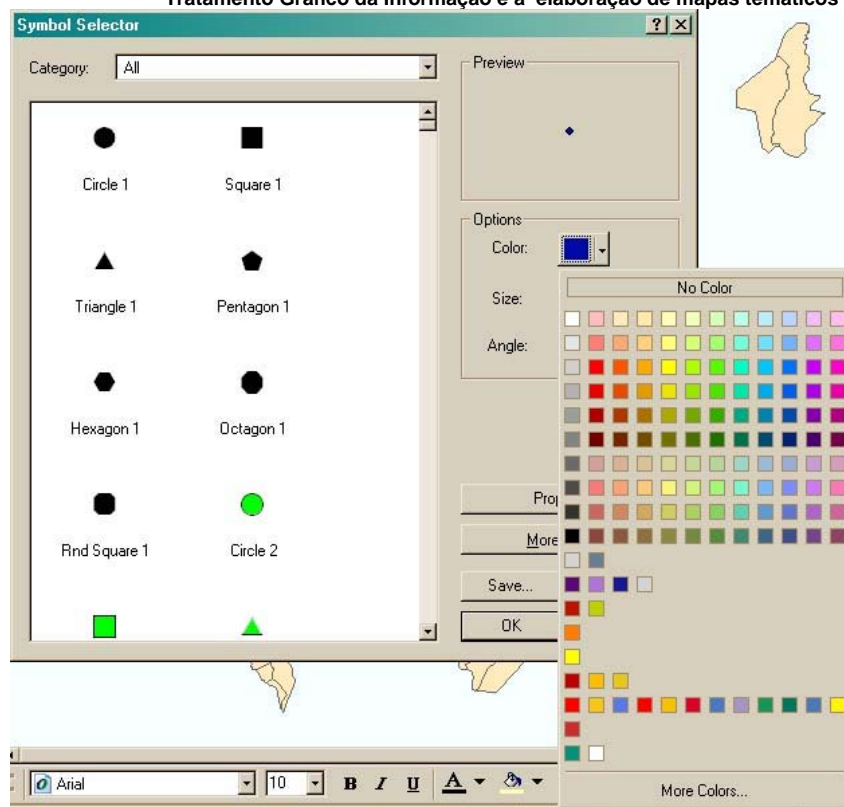 Tratamento Gráfico da Informação e a elaboração de mapas temáticos
Symbol Selector
Category: All
Preview
Circle 1 Square 1
Options
Color:
No Color
Size:
Triangle 1 Pentagon 1
Angle:
Hexagon 1 Octagon 1
Rnd Square 1 Circle 2
More
Save...
OK
Arial 10 B I U A
More Colors...